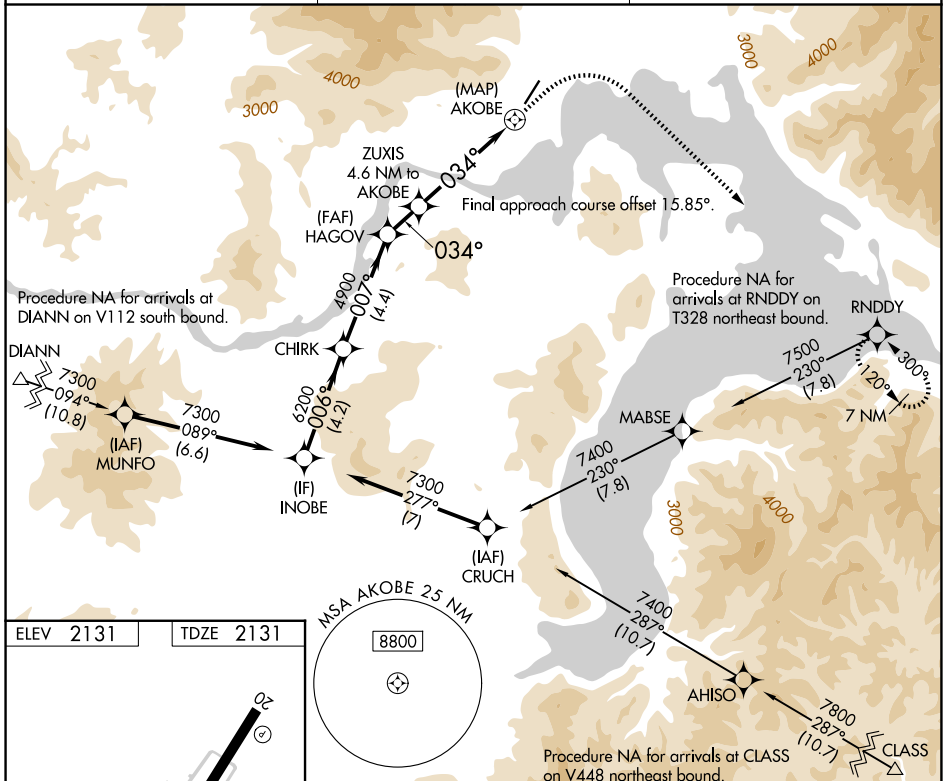 3000
4000
3000
4000
(MAP)
AKOBE
ZUXIS
4.6 NM to
AKOBE
034°
Final approach course offset 15.85°.
(FAF)
HAGOV
034°
4900
007°
(4.4)
Procedure NA for arrivals at
DIANN on V112 south bound.
Procedure NA for
arrivals at RNDDY on
T328 northeast bound.
RNDDY
300°
120°
7 NM
7500
230°
(7.8)
CHIRK
DIANN
7300
094°
(10.8)
(IAF)
MUNFO
7300
089°
(6.6)
6200
006°
(4.2)
(IF)
INOBE
MABSE
7400
230°
(7.8)
7300
277°
(7)
(IAF)
CRUCH
3000
4000
MSA AKOBE 25 NM
8800
7400
287°
(10.7)
AHISO
7800
287°
(10.7)
CLASS
Procedure NA for arrivals at CLASS
on V448 northeast bound.
ELEV 2131
TDZE 2131
20
P